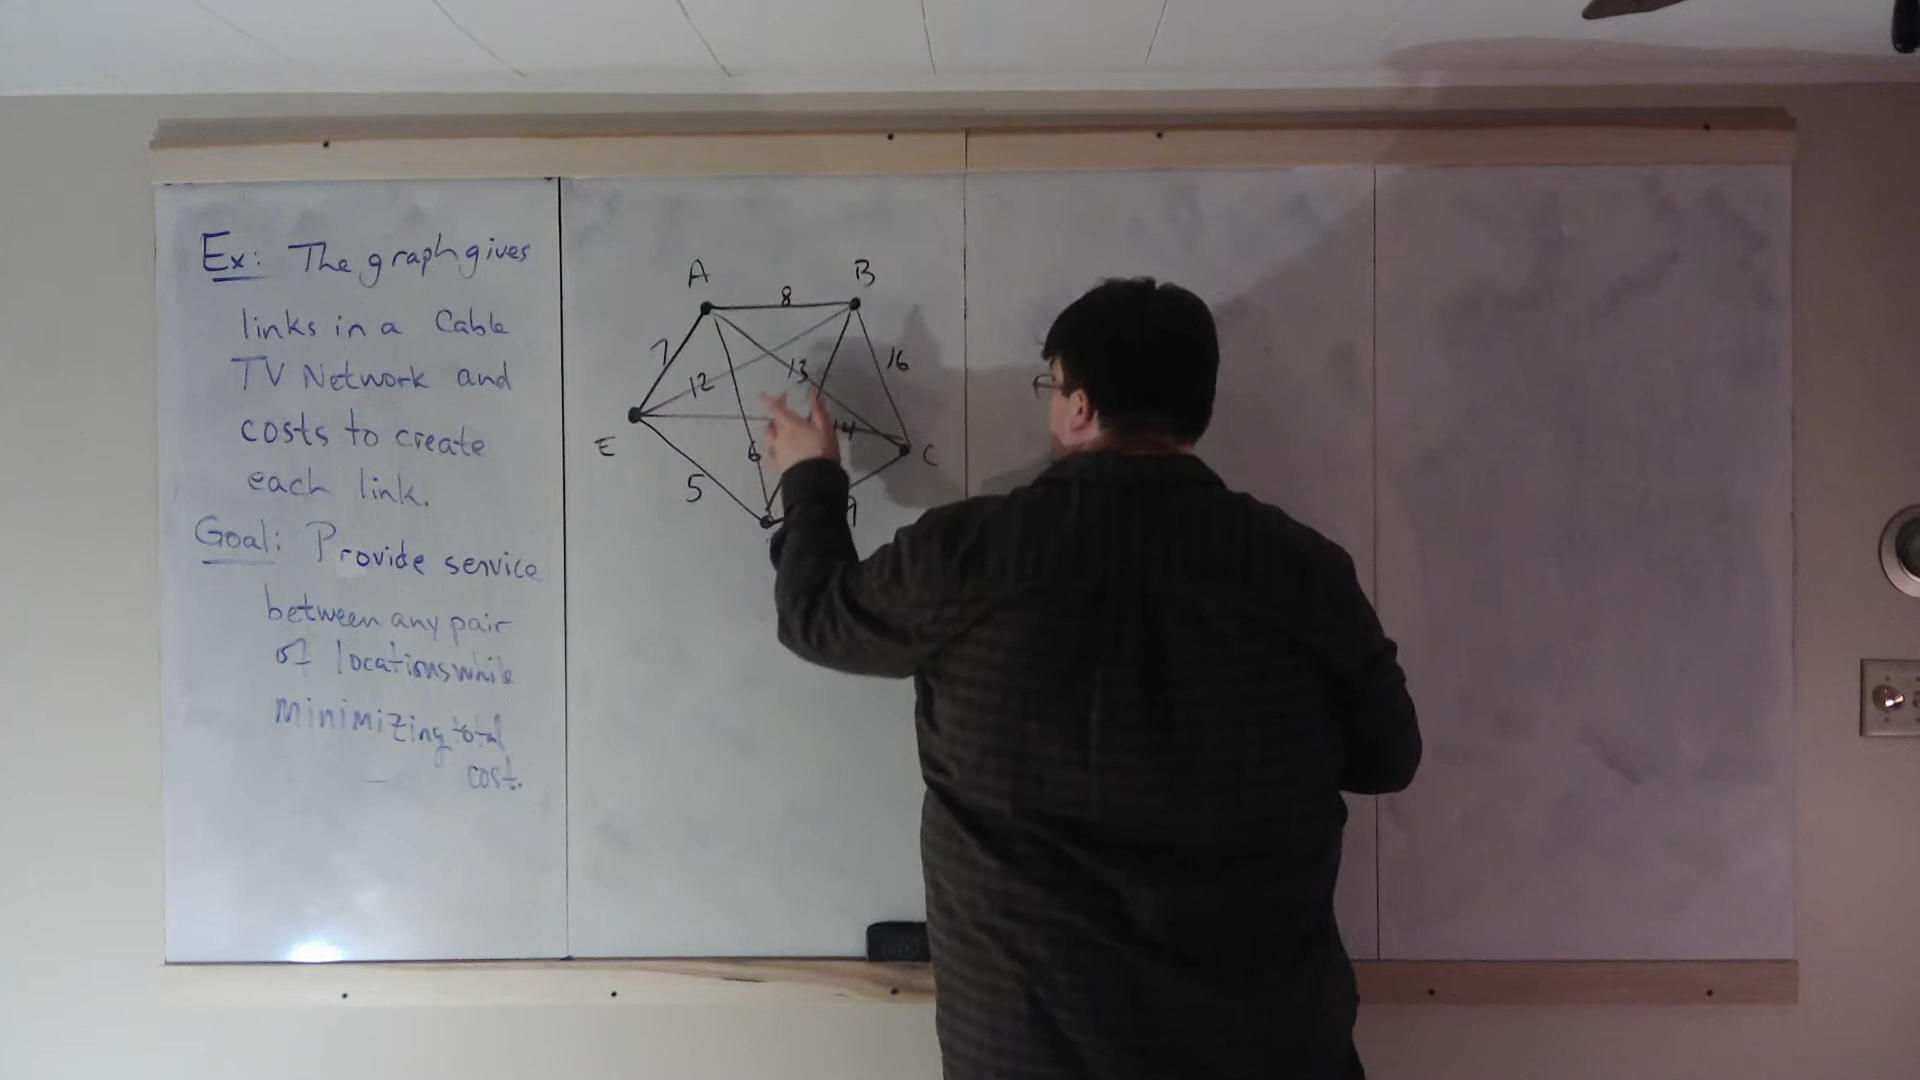 Ex: The graph gives
links in a Cable
TV Network and
costs to create
each link.
Goal: Provide service
between any pair
of locations while
minimizing total
cost.
A
B
8
7
16
13
12
14
E
C
6
5
9